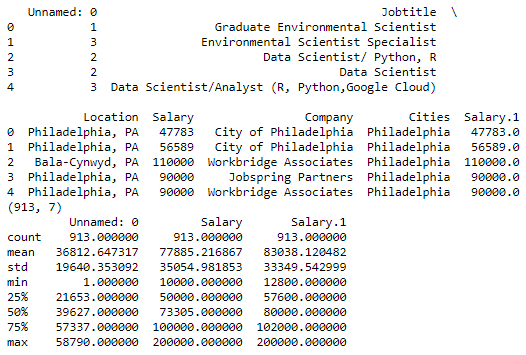 Unnamed: 0 Jobtitle \
0 1 Graduate Environmental Scientist
1 3 Environmental Scientist Specialist
2 2 Data Scientist/ Python, R
3 2 Data Scientist
4 3 Data Scientist/Analyst (R, Python,Google Cloud)
Location Salary Company Cities Salary.1
0 Philadelphia, PA 47783 City of Philadelphia Philadelphia 47783.0
1 Philadelphia, PA 56589 City of Philadelphia Philadelphia 56589.0
2 Bala-Cynwyd, PA 110000 Workbridge Associates Philadelphia 110000.0
3 Philadelphia, PA 90000 Jobspring Partners Philadelphia 90000.0
4 Philadelphia, PA 90000 Workbridge Associates Philadelphia 90000.0
(913, 7)
Unnamed: 0 Salary Salary.1
count 913.000000 913.000000 913.000000
mean 36812.647317 77885.216867 83038.120482
std 19640.353092 35054.981853 33349.542999
min 1.000000 10000.000000 12800.000000
25% 21653.000000 50000.000000 57600.000000
50% 39627.000000 73305.000000 80000.000000
75% 57337.000000 100000.000000 102000.000000
max 58790.000000 200000.000000 200000.000000